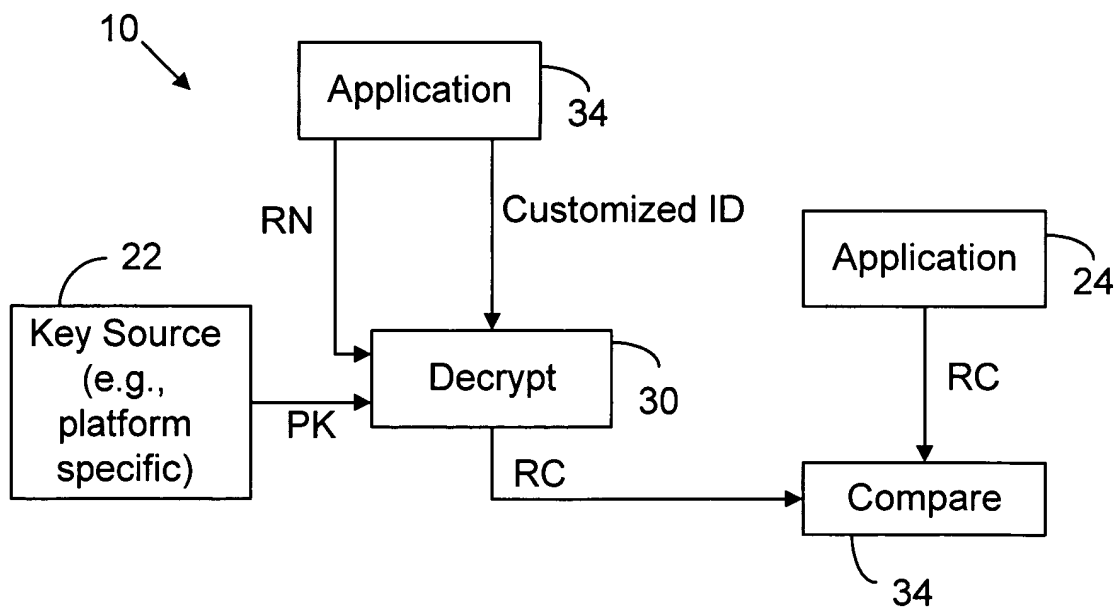 10
Application
34
RN
Customized ID
22
Application
24
Key Source
(e.g.,
platform
specific)
Decrypt
30
PK
RC
RC
Compare
34